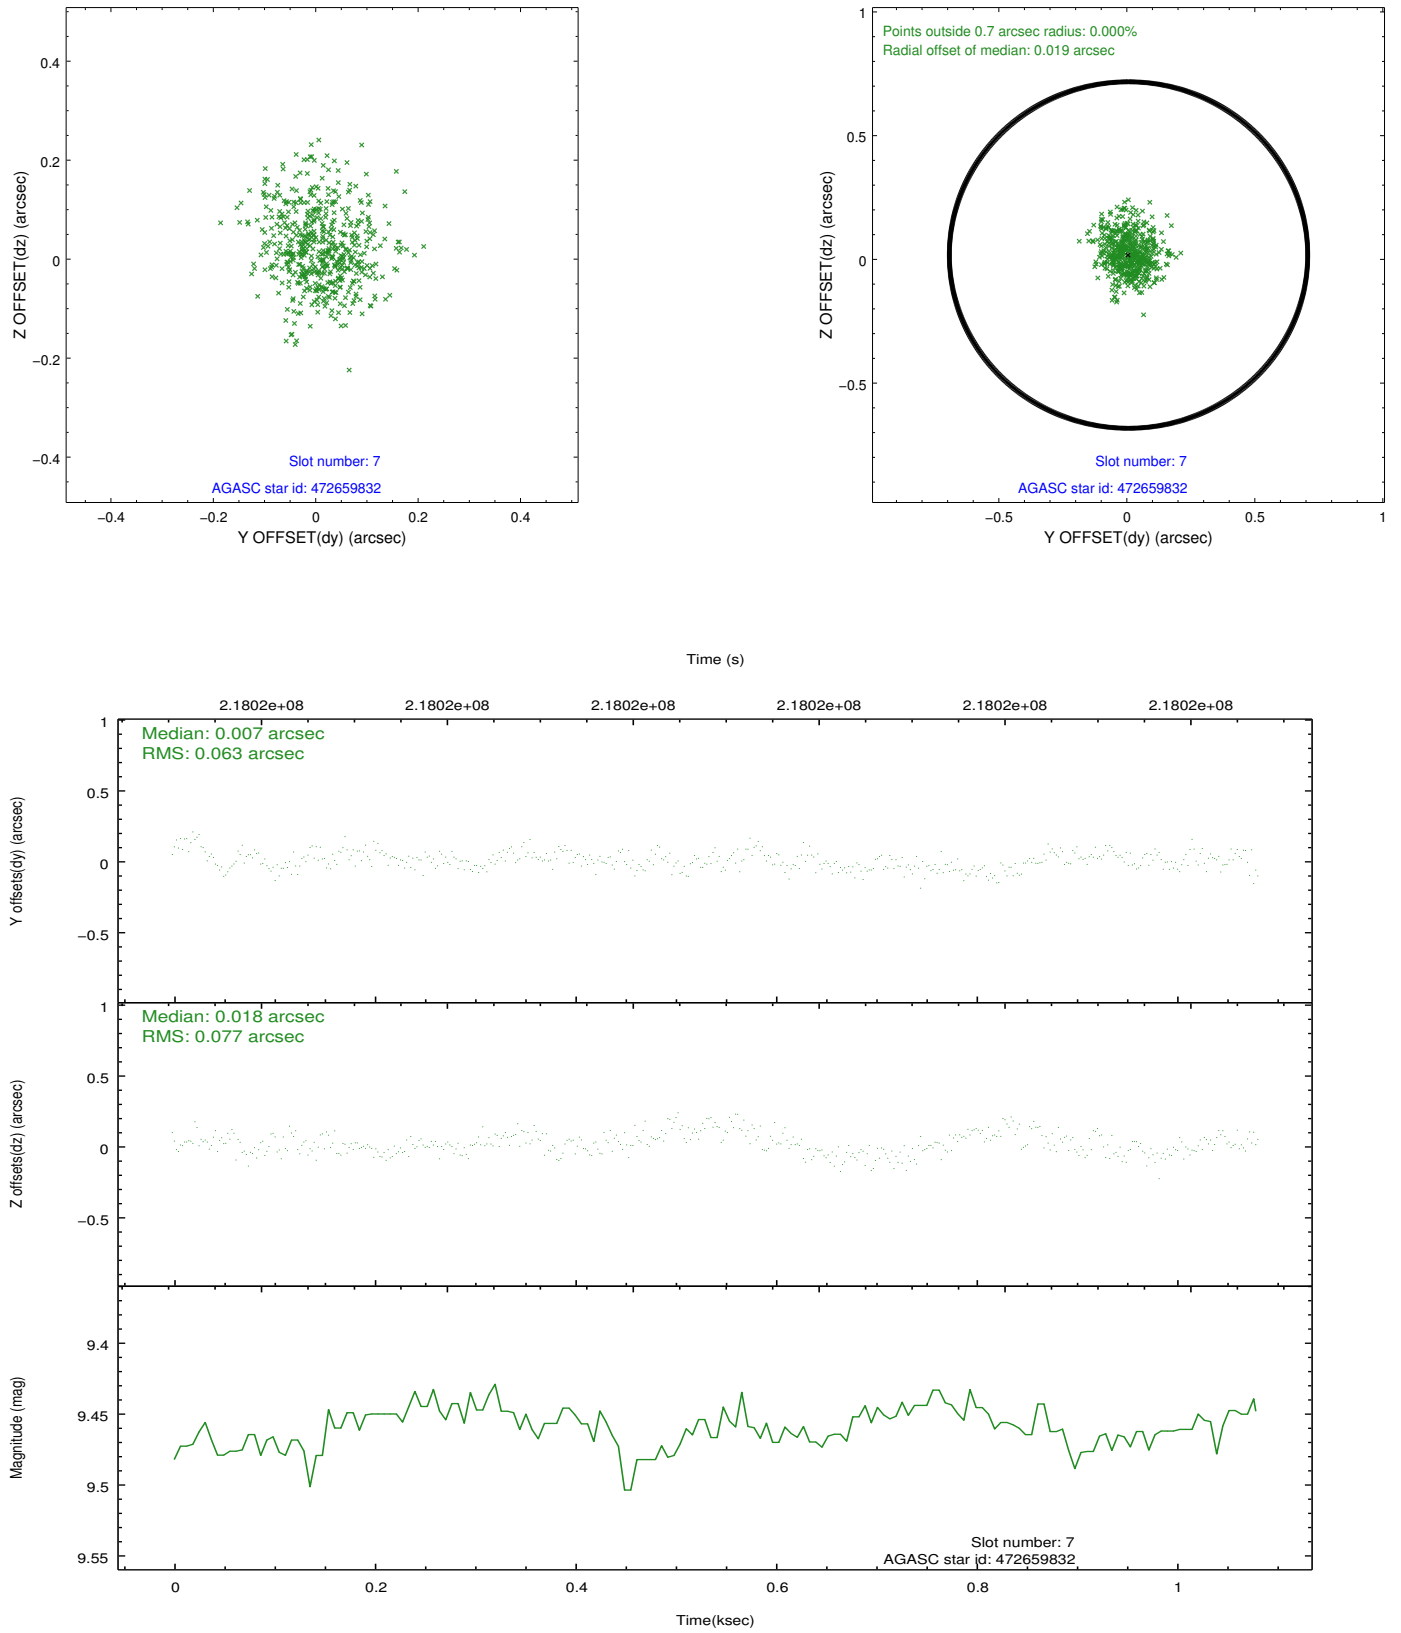 0.4
0.2
0
−0.2
−0.4
Z OFFSET(dz) (arcsec)
Slot number: 7
AGASC star id: 472659832
−0.4 −0.2 0 0.2 0.4
Y OFFSET(dy) (arcsec)
Points outside 0.7 arcsec radius: 0.000%
Radial offset of median: 0.019 arcsec
1
0.5
0
−0.5
Z OFFSET(dz) (arcsec)
Slot number: 7
AGASC star id: 472659832
−0.5 0 0.5 1
Y OFFSET(dy) (arcsec)
Time (s)
2.1802e+08 2.1802e+08 2.1802e+08 2.1802e+08 2.1802e+08 2.1802e+08
Median: 0.007 arcsec
RMS: 0.063 arcsec
1
0.5
0
−0.5
Y offsets(dy) (arcsec)
Median: 0.018 arcsec
RMS: 0.077 arcsec
1
0.5
0
−0.5
Z offsets(dz) (arcsec)
9.4
9.45
9.5
9.55
Magnitude (mag)
Slot number: 7
AGASC star id: 472659832
0 0.2 0.4 0.6 0.8 1
Time(ksec)